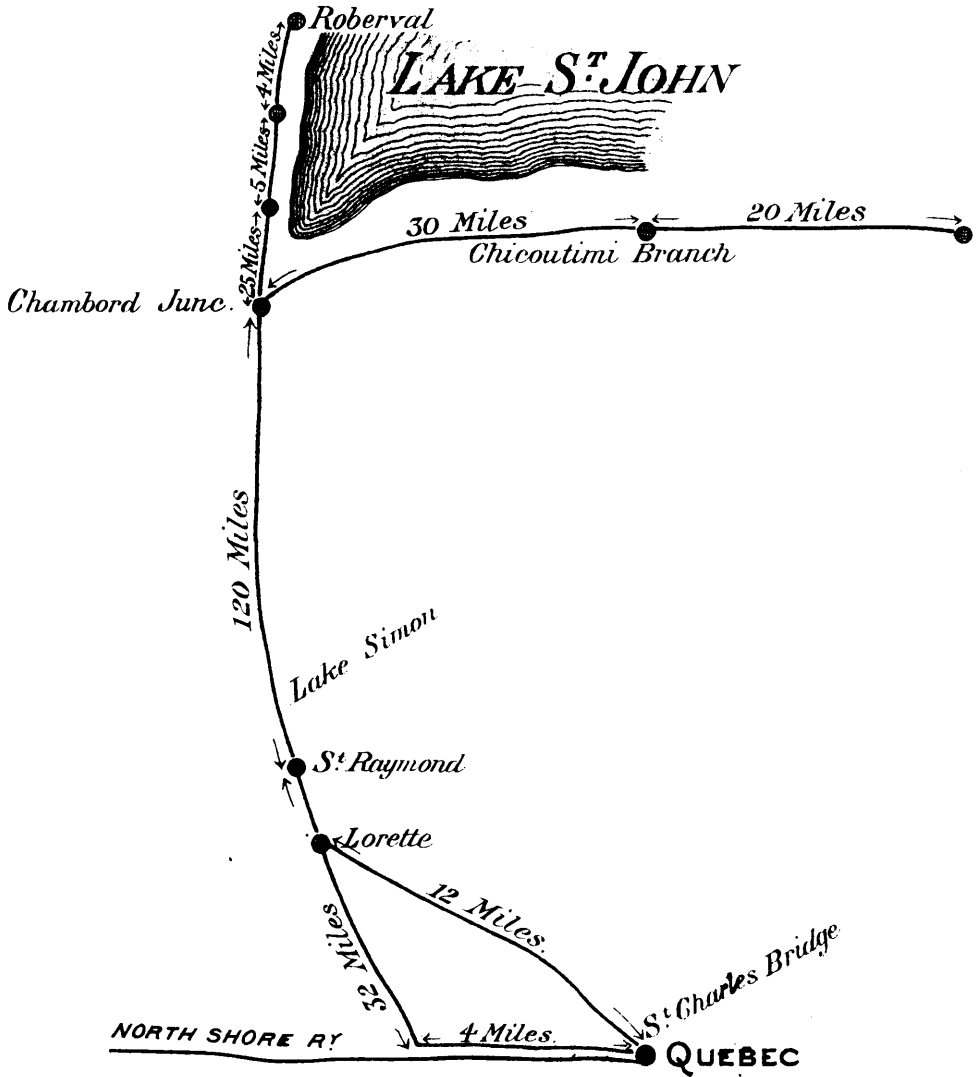 Roberval
LAKE ST. JOHN
4 Miles
5 Miles
25 Miles
30 Miles
20 Miles
Chicoutimi Branch
Chambord Junc.
120 Miles
Lake Simon
St. Raymond
Lorette
12 Miles.
32 Miles
St. Charles Bridge
NORTH SHORE RY.
4 Miles.
QUEBEC